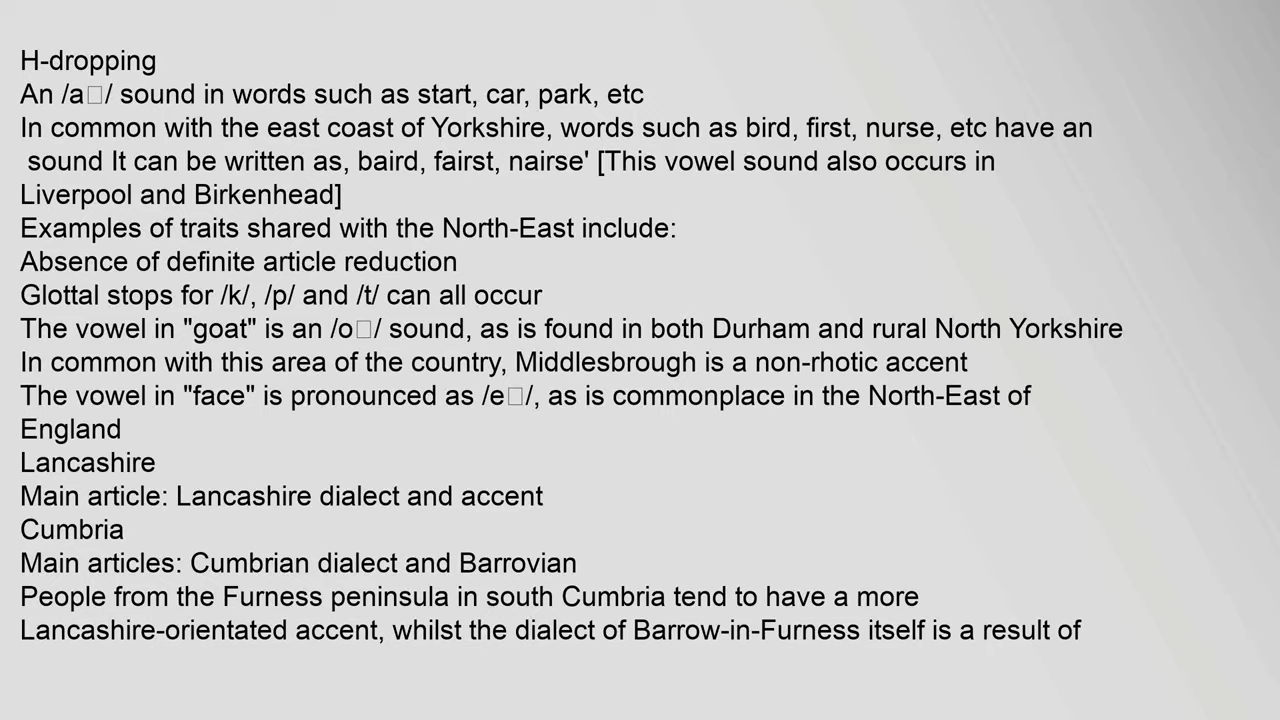 H-dropping
An /a□/ sound in words such as start, car, park, etc
In common with the east coast of Yorkshire, words such as bird, first, nurse, etc have an
sound It can be written as, baird, fairst, nairse' [This vowel sound also occurs in
Liverpool and Birkenhead]
Examples of traits shared with the North-East include:
Absence of definite article reduction
Glottal stops for /k/, /p/ and /t/ can all occur
The vowel in "goat" is an /o□/ sound, as is found in both Durham and rural North Yorkshire
In common with this area of the country, Middlesbrough is a non-rhotic accent
The vowel in "face" is pronounced as /e□/, as is commonplace in the North-East of
England
Lancashire
Main article: Lancashire dialect and accent
Cumbria
Main articles: Cumbrian dialect and Barrovian
People from the Furness peninsula in south Cumbria tend to have a more
Lancashire-orientated accent, whilst the dialect of Barrow-in-Furness itself is a result of